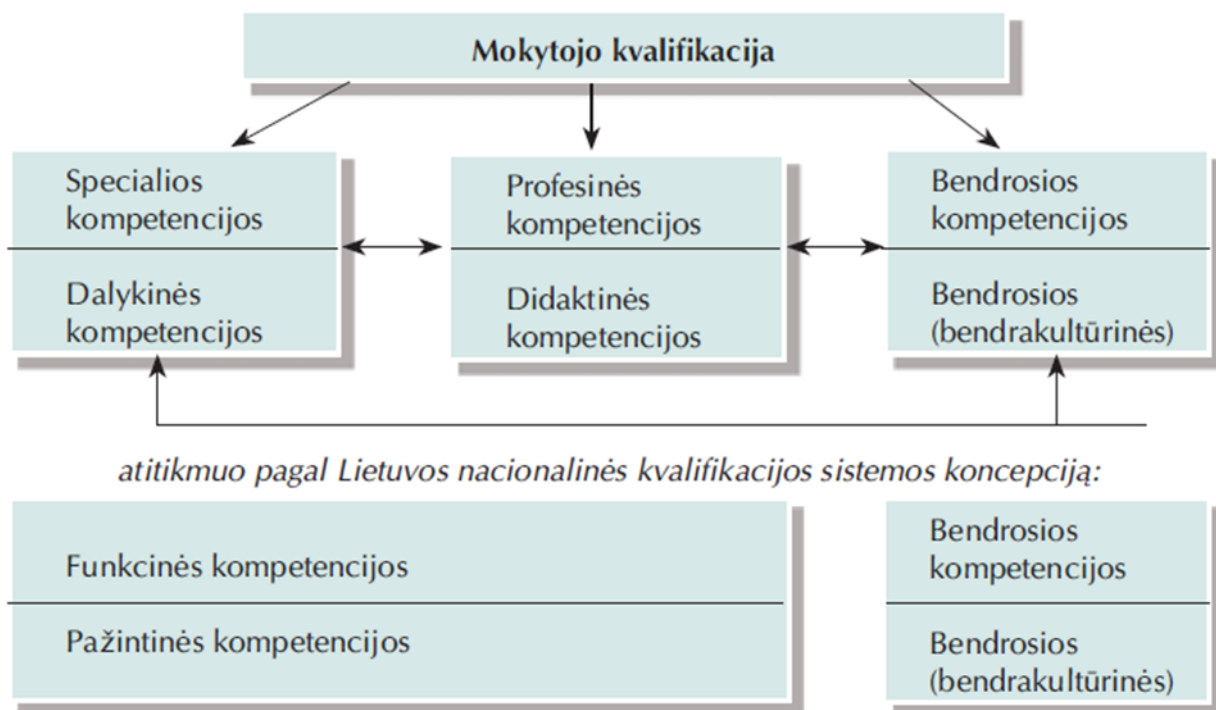 Mokytojo kvalifikacija
Specialios
kompetencijos
Dalykinės
kompetencijos
Profesinės
kompetencijos
Didaktinės
kompetencijos
Bendrosios
kompetencijos
Bendrosios
(bendrakultūrinės)
atitikmuo pagal Lietuvos nacionalinės kvalifikacijos sistemos koncepciją:
Funkcinės kompetencijos
Pažintinės kompetencijos
Bendrosios
kompetencijos
Bendrosios
(bendrakultūrinės)